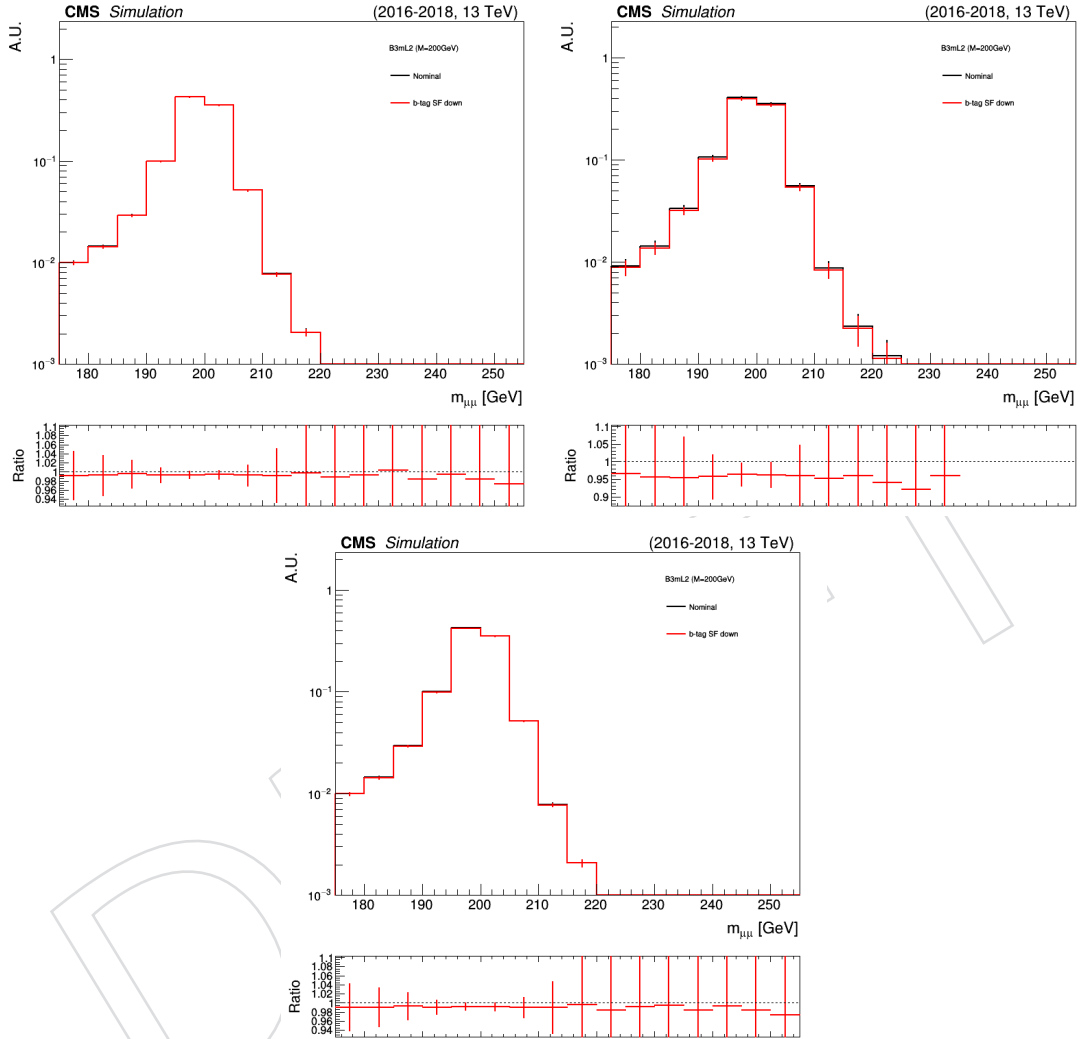 CMS Simulation (2016-2018, 13 TeV)
A.U.
B3mL2 (M=200GeV)
Nominal
b-tag SF down
1
10⁻¹
10⁻²
10⁻³
180 190 200 210 220 230 240 250
mμμ [GeV]
Ratio
1.1
1.08
1.06
1.04
1.02
1
0.98
0.96
0.94
CMS Simulation (2016-2018, 13 TeV)
A.U.
B3mL2 (M=200GeV)
Nominal
b-tag SF down
1
10⁻¹
10⁻²
10⁻³
180 190 200 210 220 230 240 250
mμμ [GeV]
Ratio
1.1
1.05
1
0.95
0.9
CMS Simulation (2016-2018, 13 TeV)
A.U.
B3mL2 (M=200GeV)
Nominal
b-tag SF down
1
10⁻¹
10⁻²
10⁻³
180 190 200 210 220 230 240 250
mμμ [GeV]
Ratio
1.1
1.08
1.06
1.04
1.02
1
0.98
0.96
0.94